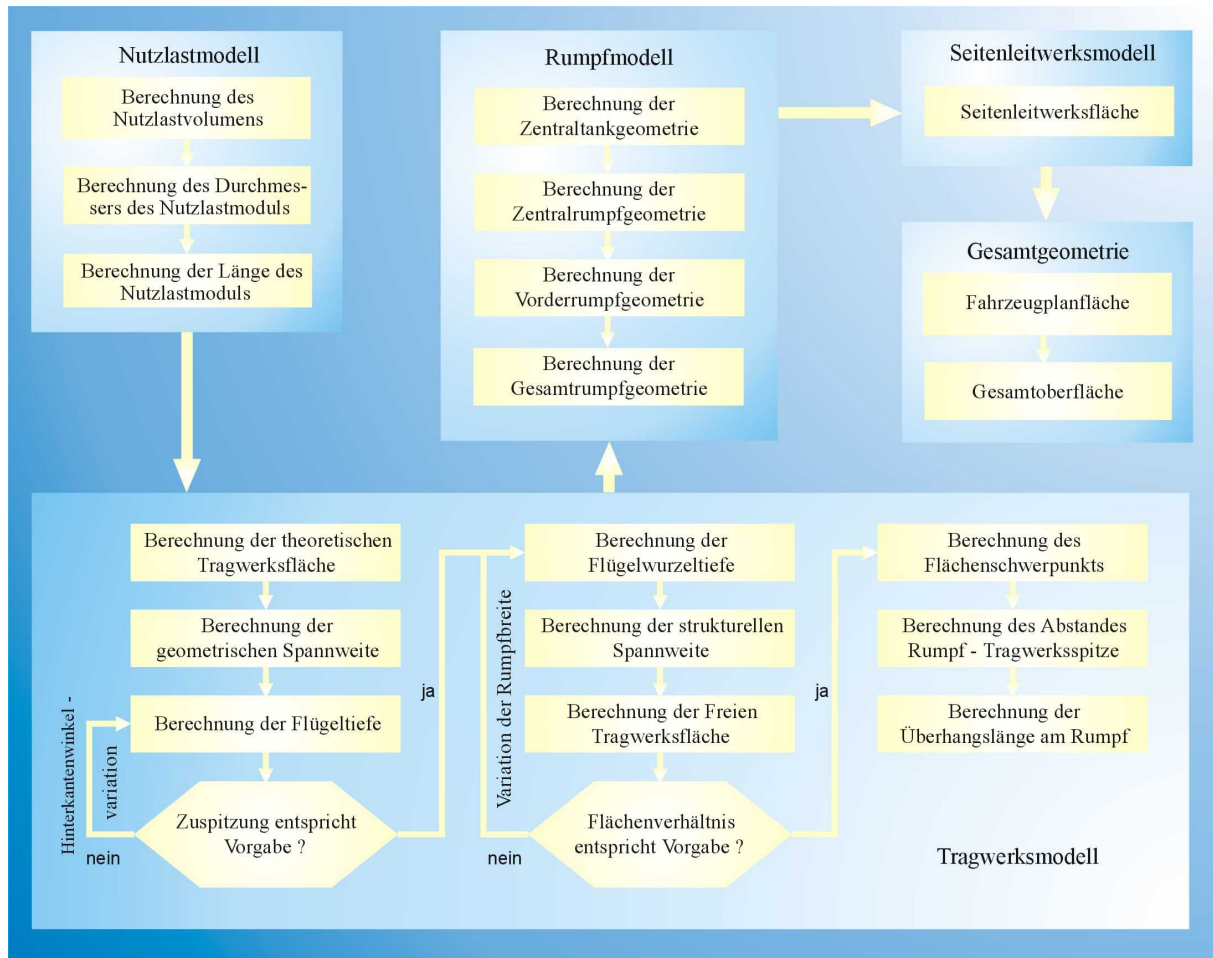 Nutzlastmodell
Berechnung des
Nutzlastvolumens
Berechnung des Durchmes-
sers des Nutzlastmoduls
Berechnung der Länge des
Nutzlastmoduls
Rumpfmodell
Berechnung der
Zentraltankgeometrie
Berechnung der
Zentralrumpfgeometrie
Berechnung der
Vorderrumpfgeometrie
Berechnung der
Gesamtrumpfgeometrie
Seitenleitwerksmodell
Seitenleitwerksfläche
Gesamtgeometrie
Fahrzeugplanfläche
Gesamtoberfläche
Berechnung der theoretischen
Tragwerksfläche
Berechnung der
geometrischen Spannweite
Berechnung der Flügeltiefe
Hinterkantenwinkel -
variation
Zuspitzung entspricht
Vorgabe ?
nein
ja
Berechnung der
Flügelwurzeltiefe
Berechnung der strukturellen
Spannweite
Berechnung der Freien
Tragwerksfläche
Variation der Rumpfbreite
Flächenverhältnis
entspricht Vorgabe ?
nein
ja
Berechnung des
Flächenschwerpunkts
Berechnung des Abstandes
Rumpf - Tragwerksspitze
Berechnung der
Überhangslänge am Rumpf
Tragwerksmodell